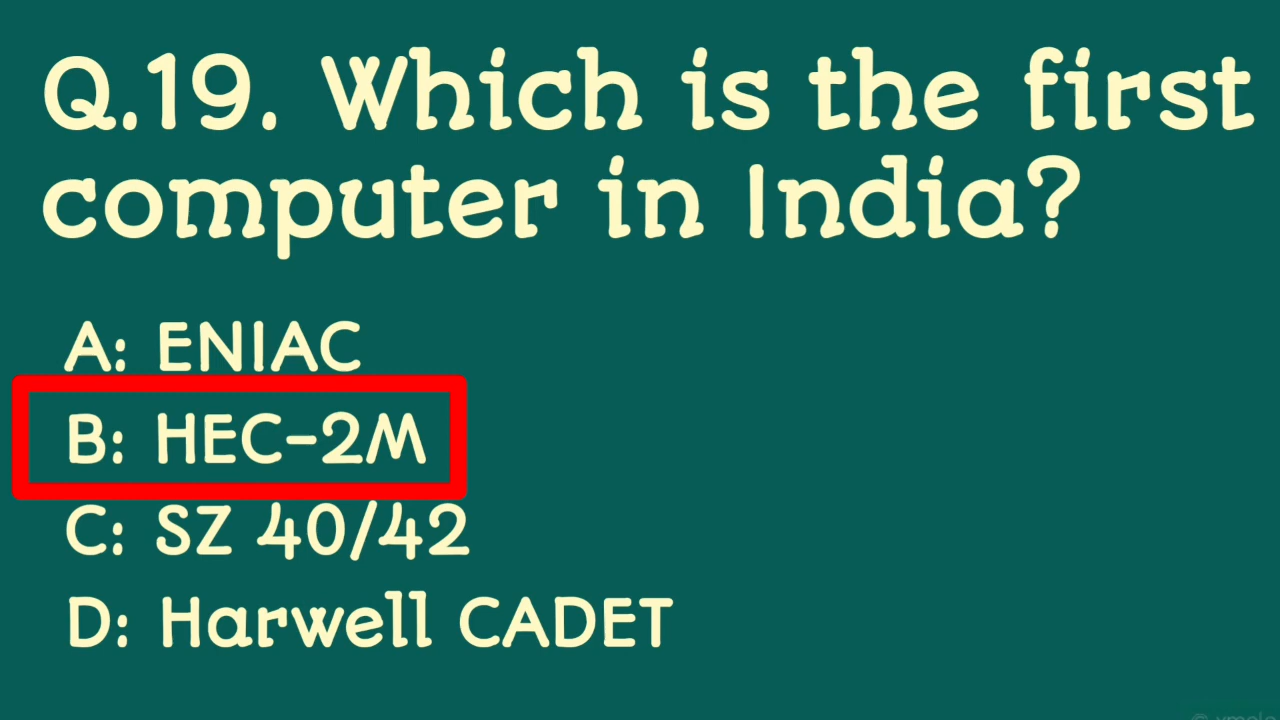 Q.19. Which is the first
computer in India?
A: ENIAC
B: HEC-2M
C: SZ 40/42
D: Harwell CADET